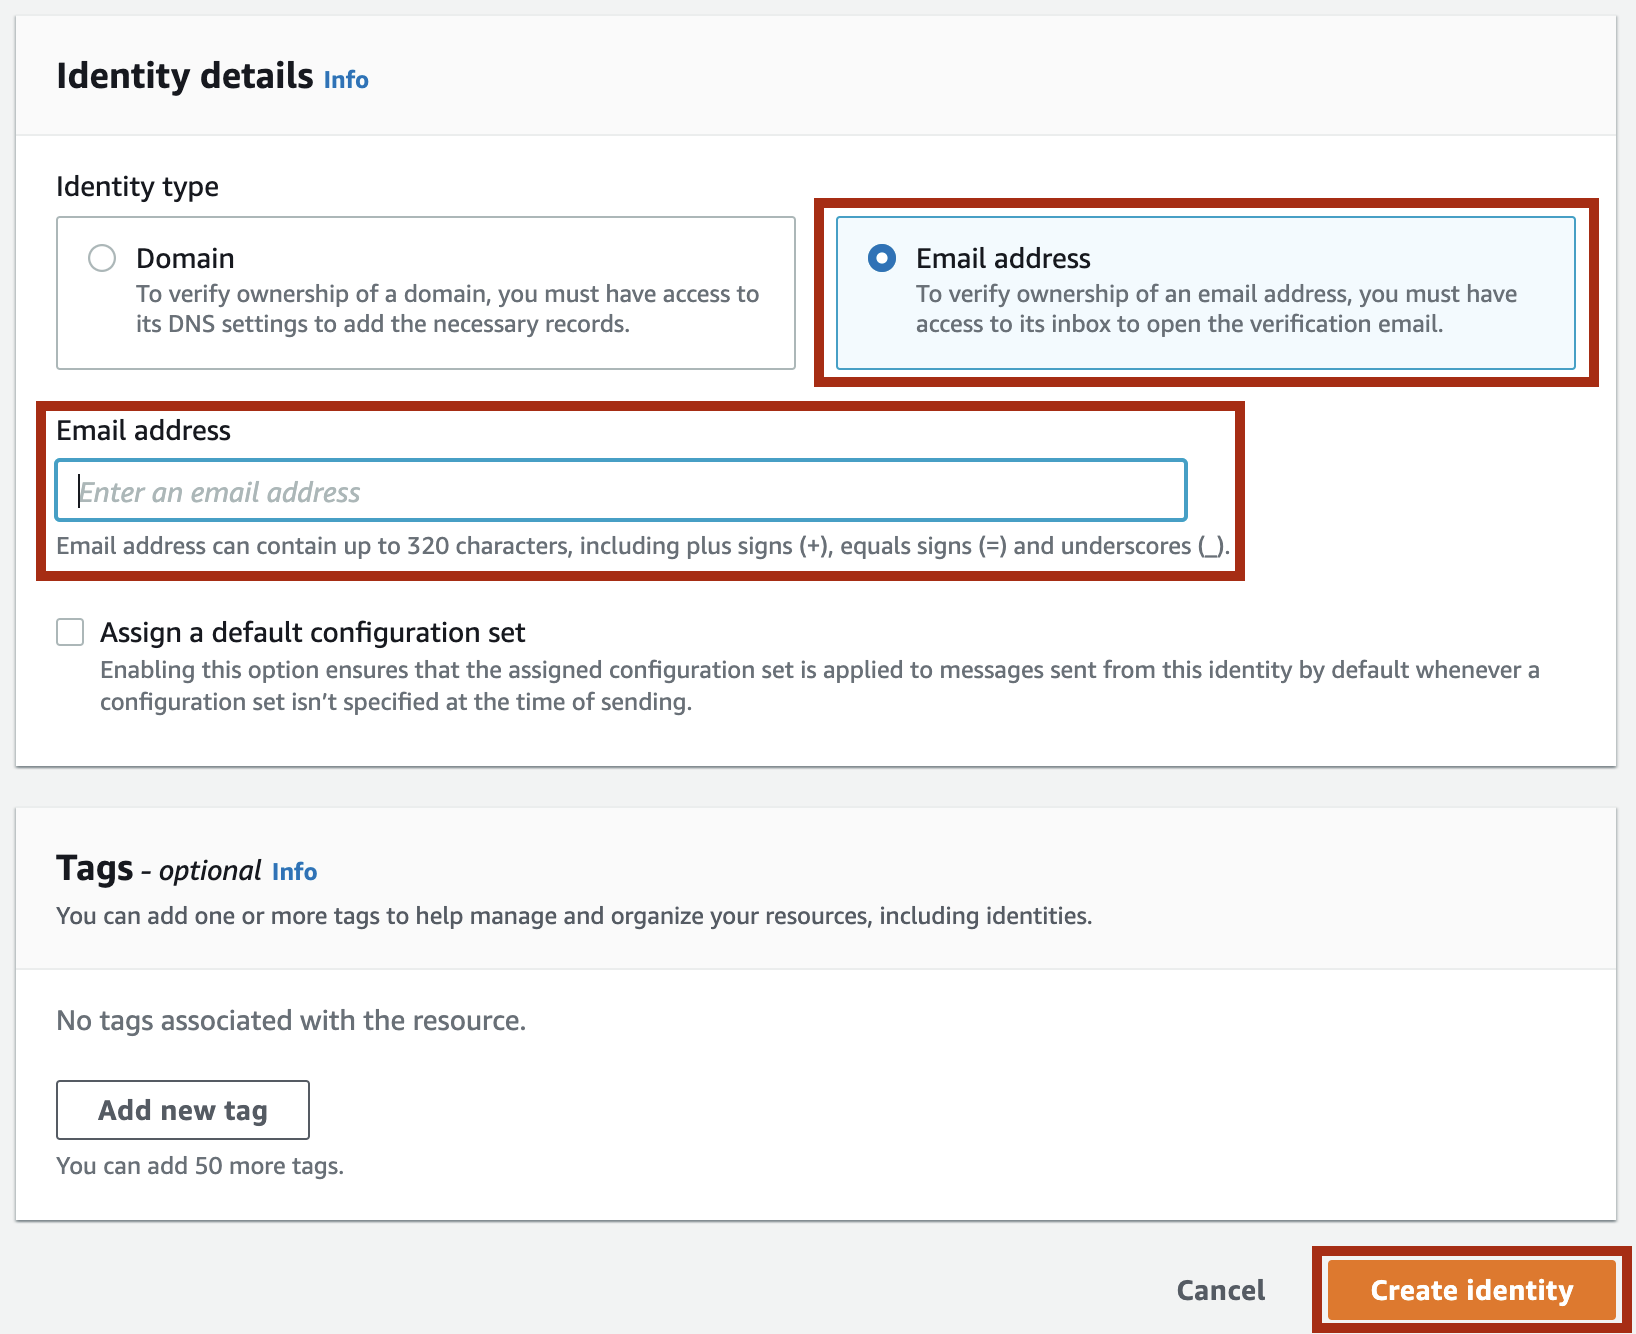 Identity details Info
Identity type
Domain
To verify ownership of a domain, you must have access to
its DNS settings to add the necessary records.
Email address
To verify ownership of an email address, you must have
access to its inbox to open the verification email.
Email address
Enter an email address
Email address can contain up to 320 characters, including plus signs (+), equals signs (=) and underscores (_).
Assign a default configuration set
Enabling this option ensures that the assigned configuration set is applied to messages sent from this identity by default whenever a
configuration set isn’t specified at the time of sending.
Tags - optional Info
You can add one or more tags to help manage and organize your resources, including identities.
No tags associated with the resource.
Add new tag
You can add 50 more tags.
Cancel
Create identity